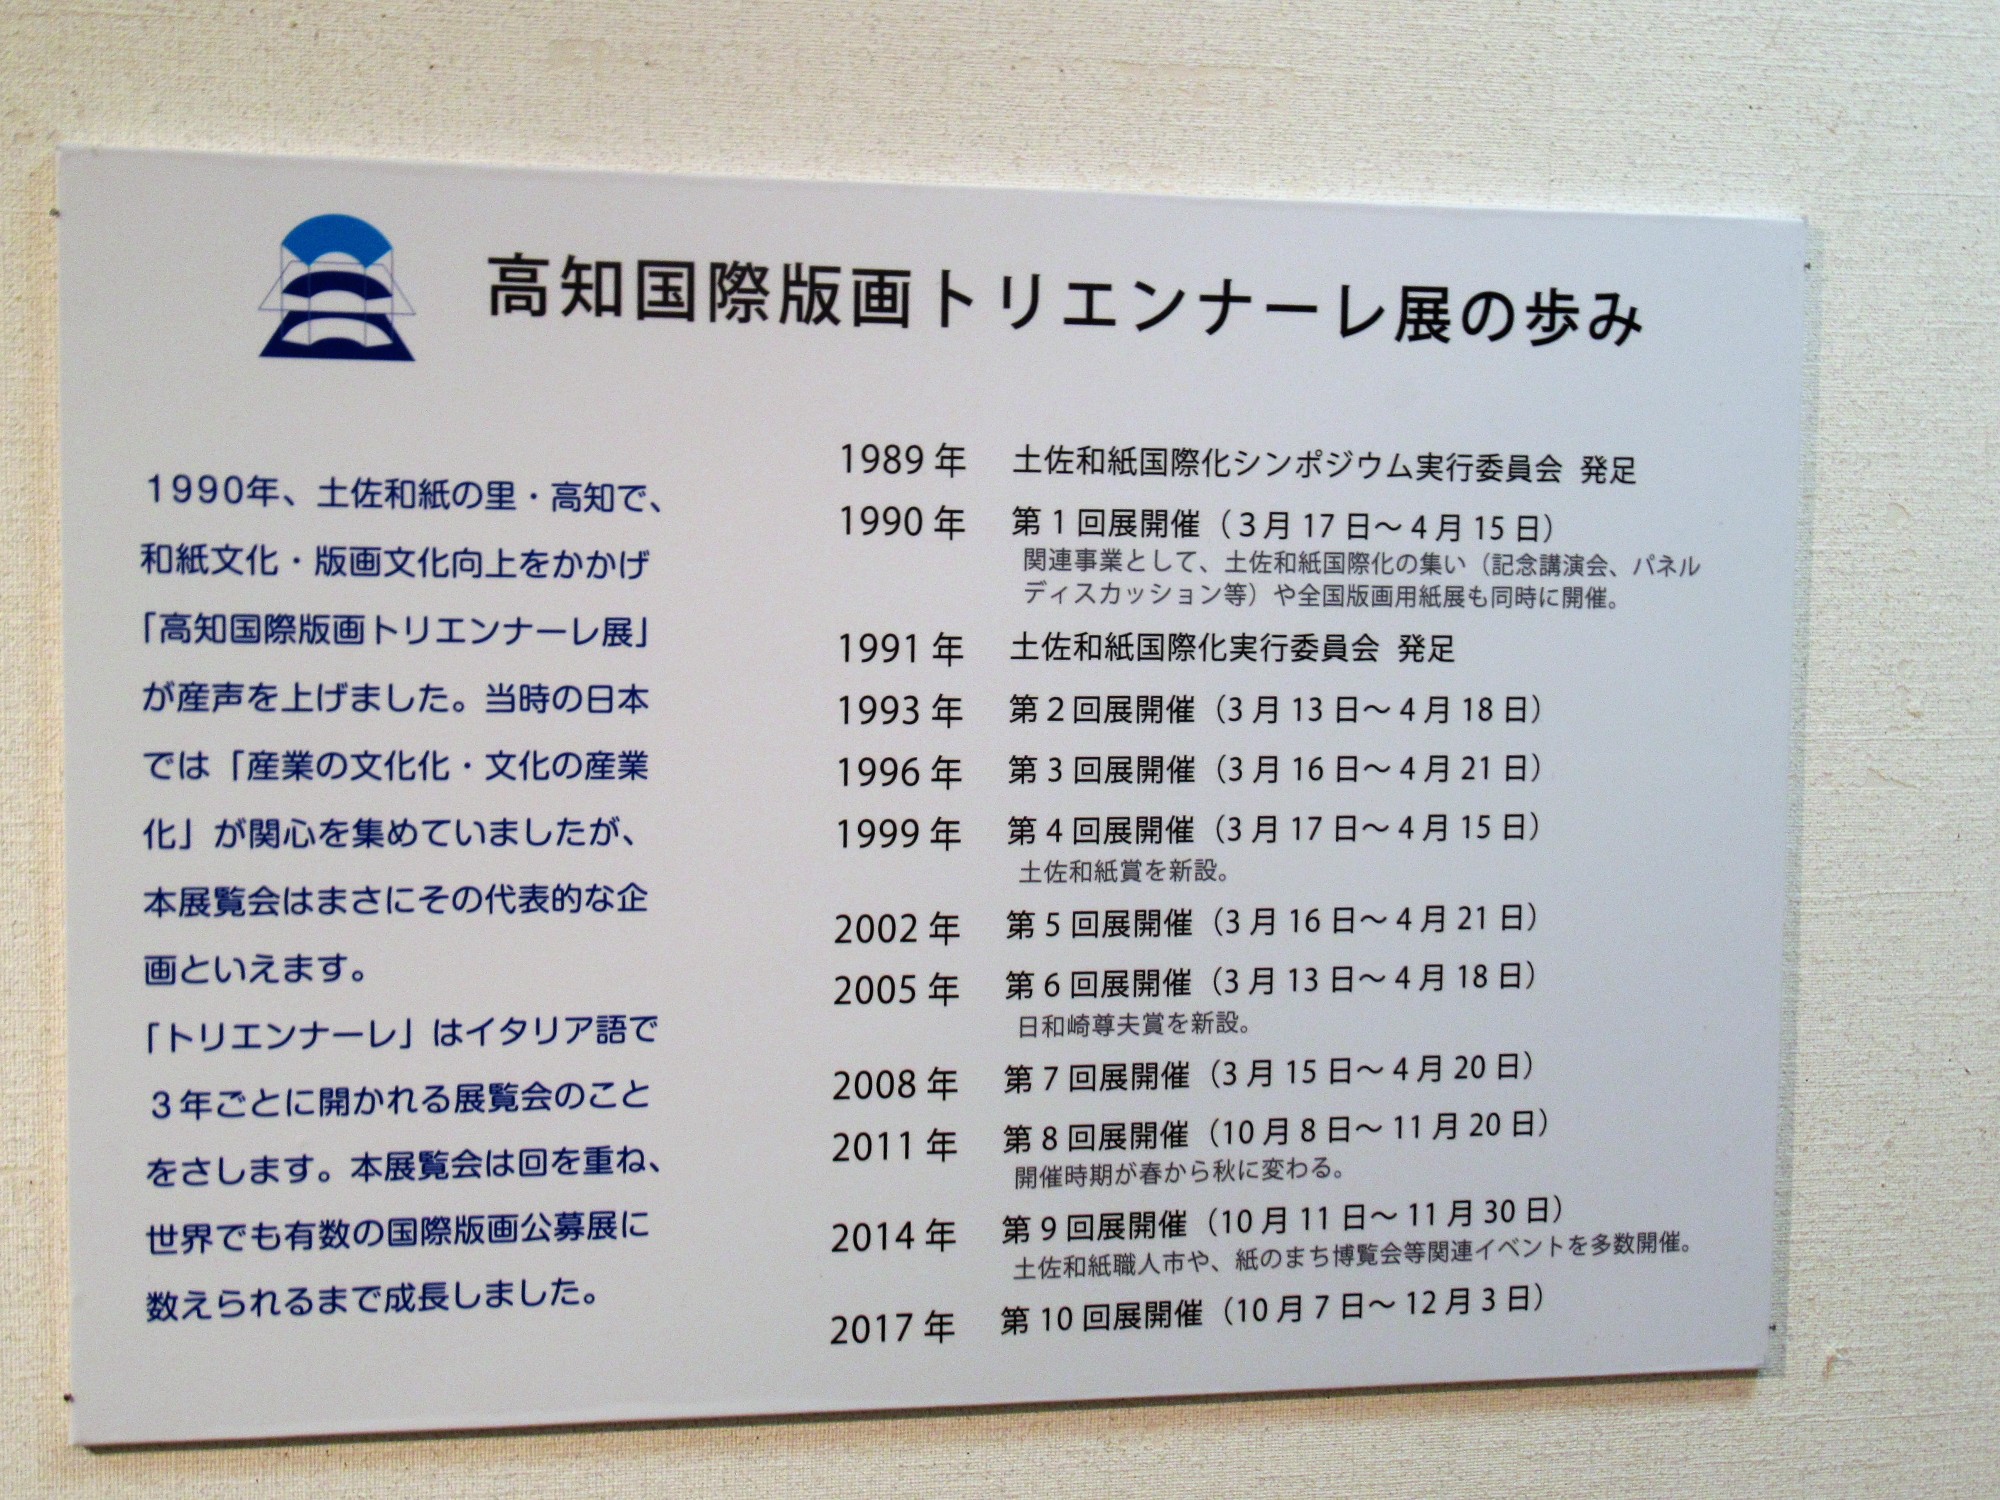 高知国際版画トリエンナーレ展の歩み
1990年、土佐和紙の里・高知で、
和紙文化・版画文化向上をかかげ
「高知国際版画トリエンナーレ展」
が産声を上げました。当時の日本
では「産業の文化化・文化の産業
化」が関心を集めていましたが、
本展覧会はまさにその代表的な企
画といえます。
「トリエンナーレ」はイタリア語で
3年ごとに開かれる展覧会のこと
をさします。本展覧会は回を重ね、
世界でも有数の国際版画公募展に
数えられるまで成長しました。
1989年 土佐和紙国際化シンポジウム実行委員会 発足
1990年 第1回展開催(3月17日~4月15日)
関連事業として、土佐和紙国際化の集い(記念講演会、パネル
ディスカッション等)や全国版画用紙展も同時に開催。
1991年 土佐和紙国際化実行委員会 発足
1993年 第2回展開催(3月13日~4月18日)
1996年 第3回展開催(3月16日~4月21日)
1999年 第4回展開催(3月17日~4月15日)
土佐和紙賞を新設。
2002年 第5回展開催(3月16日~4月21日)
2005年 第6回展開催(3月13日~4月18日)
日和崎尊夫賞を新設。
2008年 第7回展開催(3月15日~4月20日)
2011年 第8回展開催(10月8日~11月20日)
開催時期が春から秋に変わる。
2014年 第9回展開催(10月11日~11月30日)
土佐和紙職人市や、紙のまち博覧会等関連イベントを多数開催。
2017年 第10回展開催(10月7日~12月3日)